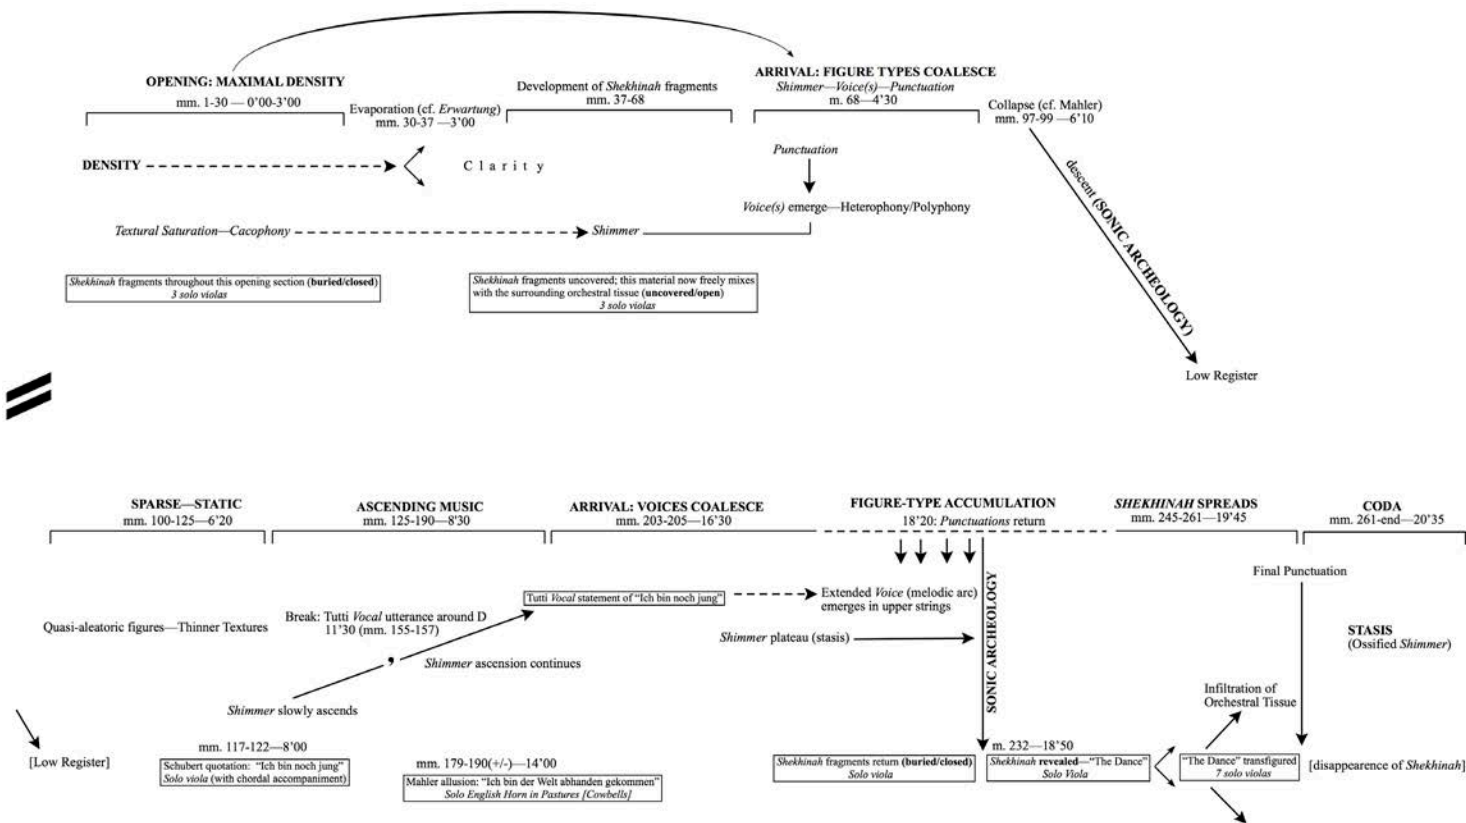 OPENING: MAXIMAL DENSITY
mm. 1-30 — 0’00-3’00
Evaporation (cf. Erwartung)
mm. 30-37 —3’00
Development of Shekhinah fragments
mm. 37-68
ARRIVAL: FIGURE TYPES COALESCE
Shimmer—Voice(s)—Punctuation
m. 68—4’30
Collapse (cf. Mahler)
mm. 97-99 —6’10
DENSITY
Clarity
Punctuation
Voice(s) emerge—Heterophony/Polyphony
descent (SONIC ARCHEOLOGY)
Textural Saturation—Cacophony
Shimmer
Shekhinah fragments throughout this opening section (buried/closed)
3 solo violas
Shekhinah fragments uncovered; this material now freely mixes
with the surrounding orchestral tissue (uncovered/open)
3 solo violas
Low Register
SPARSE—STATIC
mm. 100-125—6’20
ASCENDING MUSIC
mm. 125-190—8’30
ARRIVAL: VOICES COALESCE
mm. 203-205—16’30
FIGURE-TYPE ACCUMULATION
18’20: Punctuations return
SHEKHINAH SPREADS
mm. 245-261—19’45
CODA
mm. 261-end—20’35
Final Punctuation
Tutti Vocal statement of “Ich bin noch jung”
Extended Voice (melodic arc)
emerges in upper strings
Quasi-aleatoric figures—Thinner Textures
Break: Tutti Vocal utterance around D
11’30 (mm. 155-157)
Shimmer plateau (stasis)
SONIC ARCHEOLOGY
STASIS
(Ossified Shimmer)
,
Shimmer ascension continues
Shimmer slowly ascends
Infiltration of
Orchestral Tissue
[Low Register]
mm. 117-122—8’00
Schubert quotation: “Ich bin noch jung”
Solo viola (with chordal accompaniment)
mm. 179-190(+/-)—14’00
Mahler allusion: “Ich bin der Welt abhanden gekommen”
Solo English Horn in Pastures [Cowbells]
Shekhinah fragments return (buried/closed)
Solo viola
m. 232—18’50
Shekhinah revealed—“The Dance”
Solo Viola
“The Dance” transfigured
7 solo violas
[disappearence of Shekhinah]